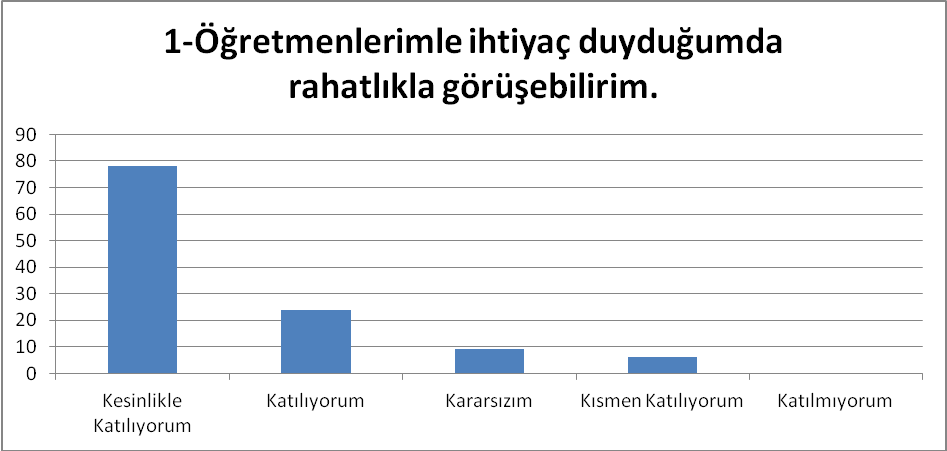 1-Öğretmenlerimle ihtiyaç duyduğumda
rahatlıkla görüşebilirim.
90
80
70
60
50
40
30
20
10
0
Kesinlikle
Katılıyorum
Katılıyorum
Kararsızım
Kısmen Katılıyorum
Katılmıyorum